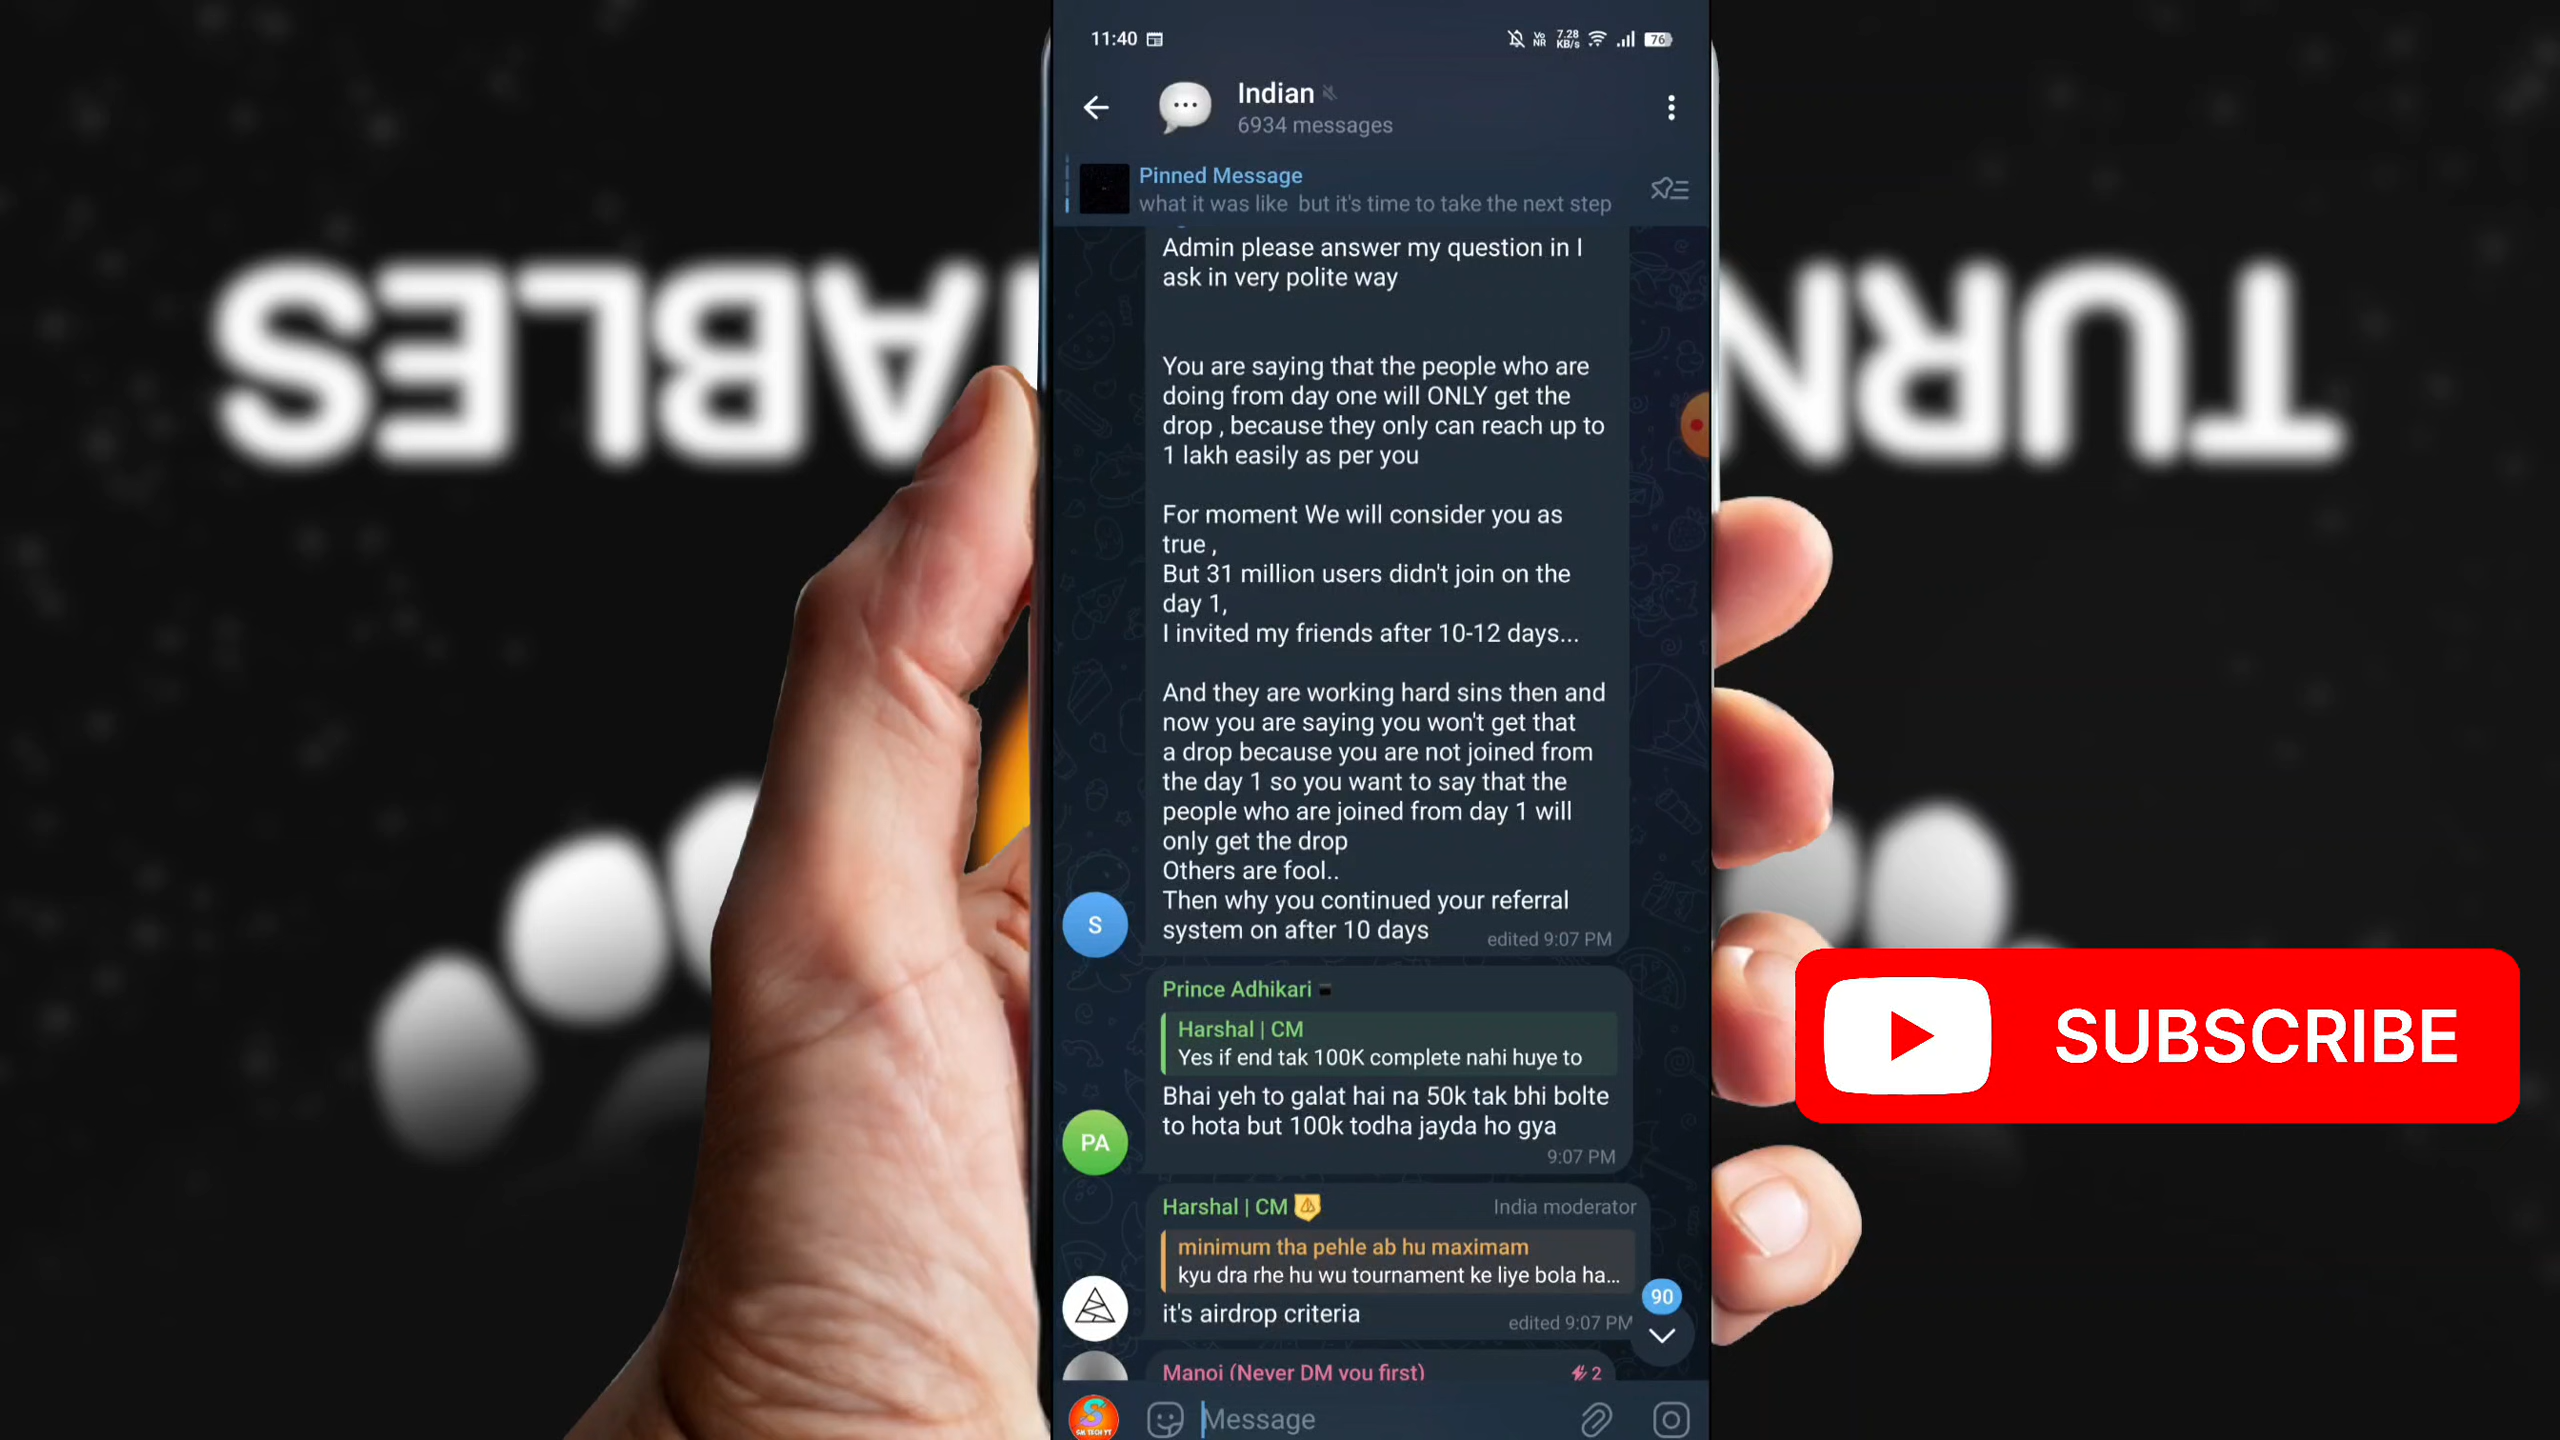 11:40
VO NR
7.28 KB/s
76
Indian
6934 messages
Pinned Message
what it was like but it's time to take the next step
Admin please answer my question in I
ask in very polite way
You are saying that the people who are
doing from day one will ONLY get the
drop , because they only can reach up to
1 lakh easily as per you
For moment We will consider you as
true ,
But 31 million users didn't join on the
day 1,
I invited my friends after 10-12 days...
And they are working hard sins then and
now you are saying you won't get that
a drop because you are not joined from
the day 1 so you want to say that the
people who are joined from day 1 will
only get the drop
Others are fool..
Then why you continued your referral
system on after 10 days
edited 9:07 PM
S
Prince Adhikari
Harshal | CM
Yes if end tak 100K complete nahi huye to
Bhai yeh to galat hai na 50k tak bhi bolte
to hota but 100k todha jayda ho gya
9:07 PM
PA
Harshal | CM
India moderator
minimum tha pehle ab hu maximam
kyu dra rhe hu wu tournament ke liye bola ha...
it's airdrop criteria
edited 9:07 PM
90
Manoj (Never DM you first)
2
Message
S
SM TECH YT
TURN
ABLES
SUBSCRIBE